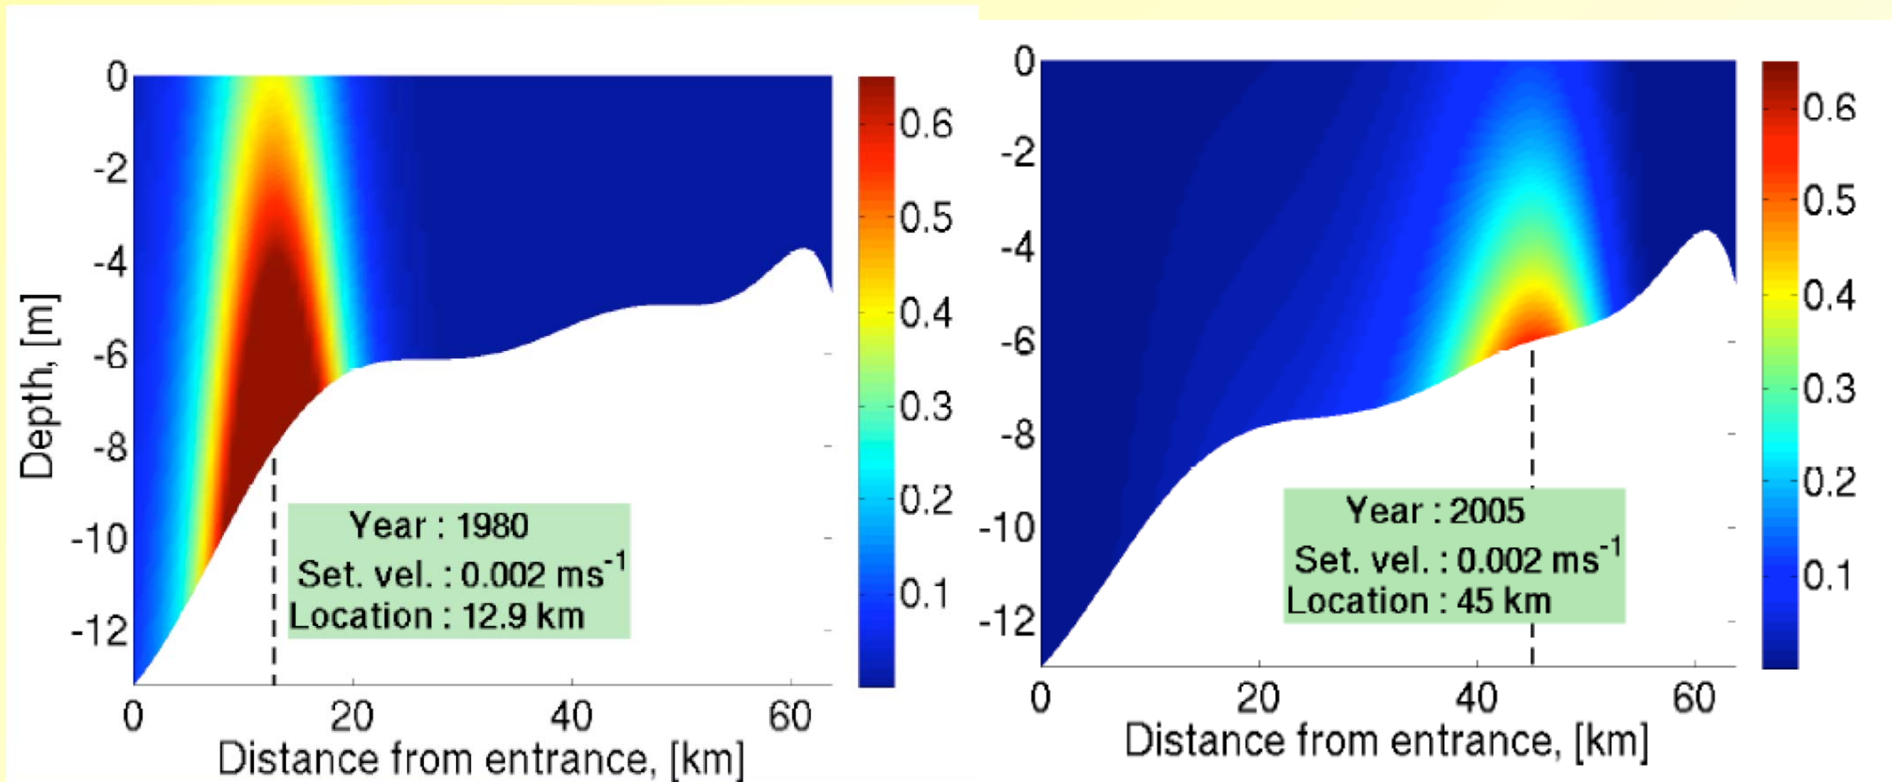 0
-2
-4
-6
-8
-10
-12
Depth, [m]
0 20 40 60
Distance from entrance, [km]
0.6
0.5
0.4
0.3
0.2
0.1
Year : 1980
Set. vel. : 0.002 ms-1
Location : 12.9 km
0
-2
-4
-6
-8
-10
-12
0 20 40 60
Distance from entrance, [km]
0.6
0.5
0.4
0.3
0.2
0.1
Year : 2005
Set. vel. : 0.002 ms-1
Location : 45 km